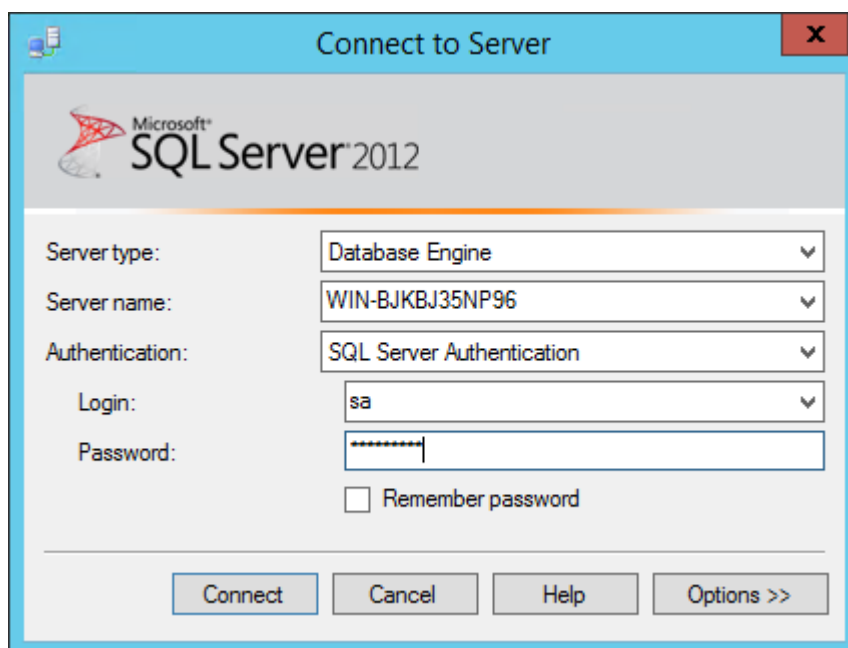 Connect to Server
x
Microsoft®
SQL Server® 2012
Server type: Database Engine
Server name: WIN-BJKBJ35NP96
Authentication: SQL Server Authentication
Login: sa
Password: *********
Remember password
Connect Cancel Help Options >>